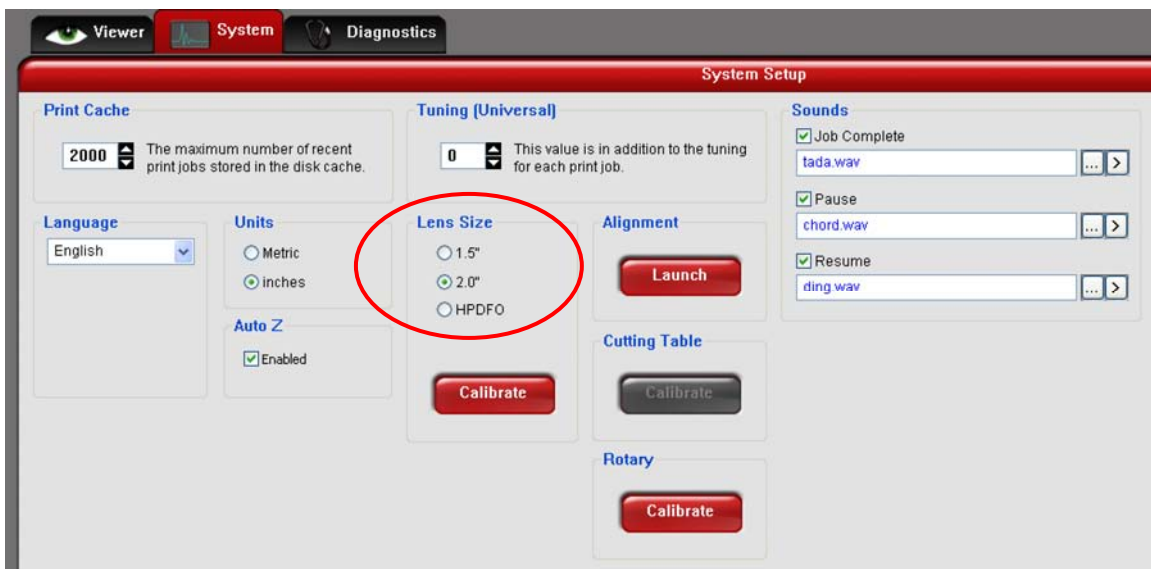 Viewer
System
Diagnostics
System Setup
Print Cache
2000
The maximum number of recent
print jobs stored in the disk cache.
Tuning (Universal)
0
This value is in addition to the tuning
for each print job.
Sounds
Job Complete
tada.wav
...
>
Pause
chord.wav
...
>
Resume
ding.wav
...
>
Language
English
Units
Metric
inches
Auto Z
Enabled
Lens Size
1.5"
2.0"
HPDFO
Calibrate
Alignment
Launch
Cutting Table
Calibrate
Rotary
Calibrate